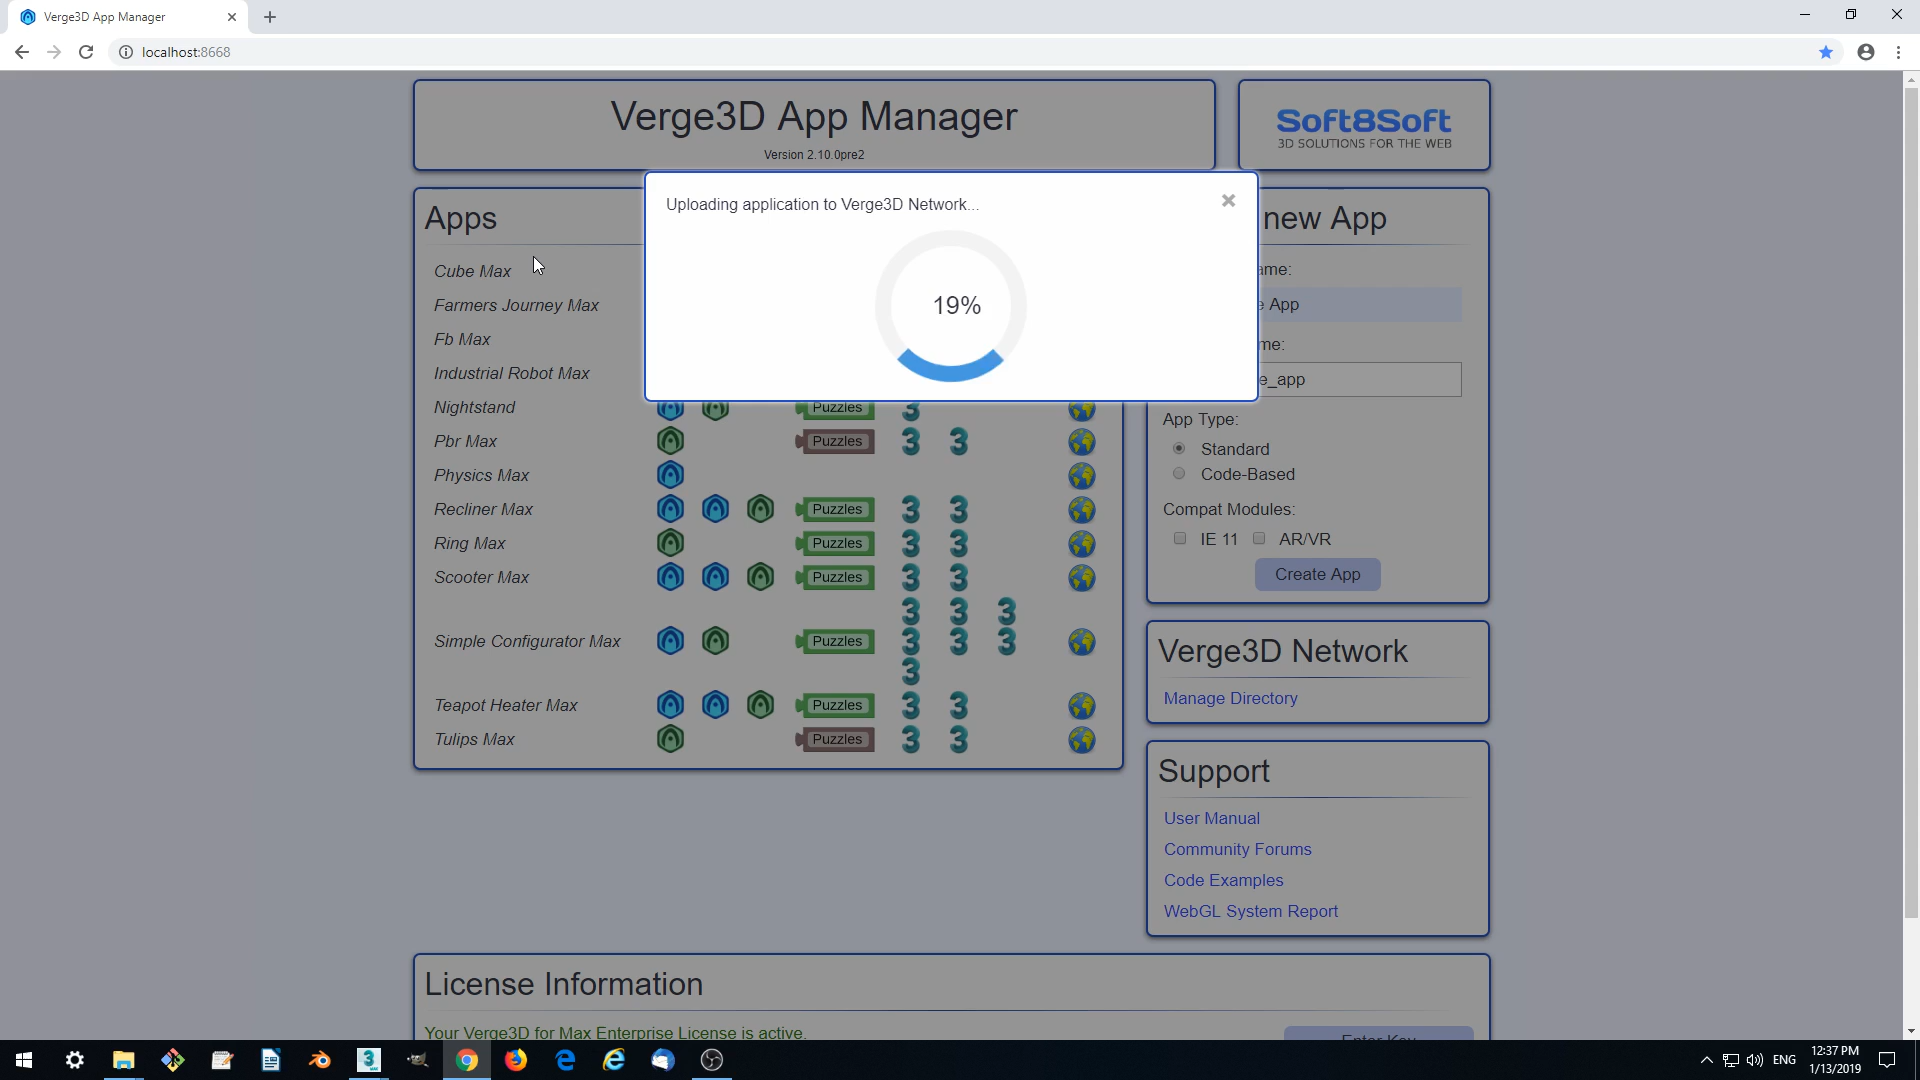 Verge3D App Manager
localhost:8668
Verge3D App Manager
Version 2.10.0pre2
Soft8Soft
3D SOLUTIONS FOR THE WEB
Uploading application to Verge3D Network...
19%
Apps
Cube Max
Farmers Journey Max
Fb Max
Industrial Robot Max
Nightstand Puzzles
Pbr Max Puzzles
Physics Max
Recliner Max Puzzles
Ring Max Puzzles
Scooter Max Puzzles
Simple Configurator Max Puzzles
Teapot Heater Max Puzzles
Tulips Max Puzzles
new App
App
e_app
App Type:
Standard
Code-Based
Compat Modules:
IE 11 AR/VR
Create App
Verge3D Network
Manage Directory
Support
User Manual
Community Forums
Code Examples
WebGL System Report
License Information
Your Verge3D for Max Enterprise License is active.
Enter Key
ENG
12:37 PM
1/13/2019